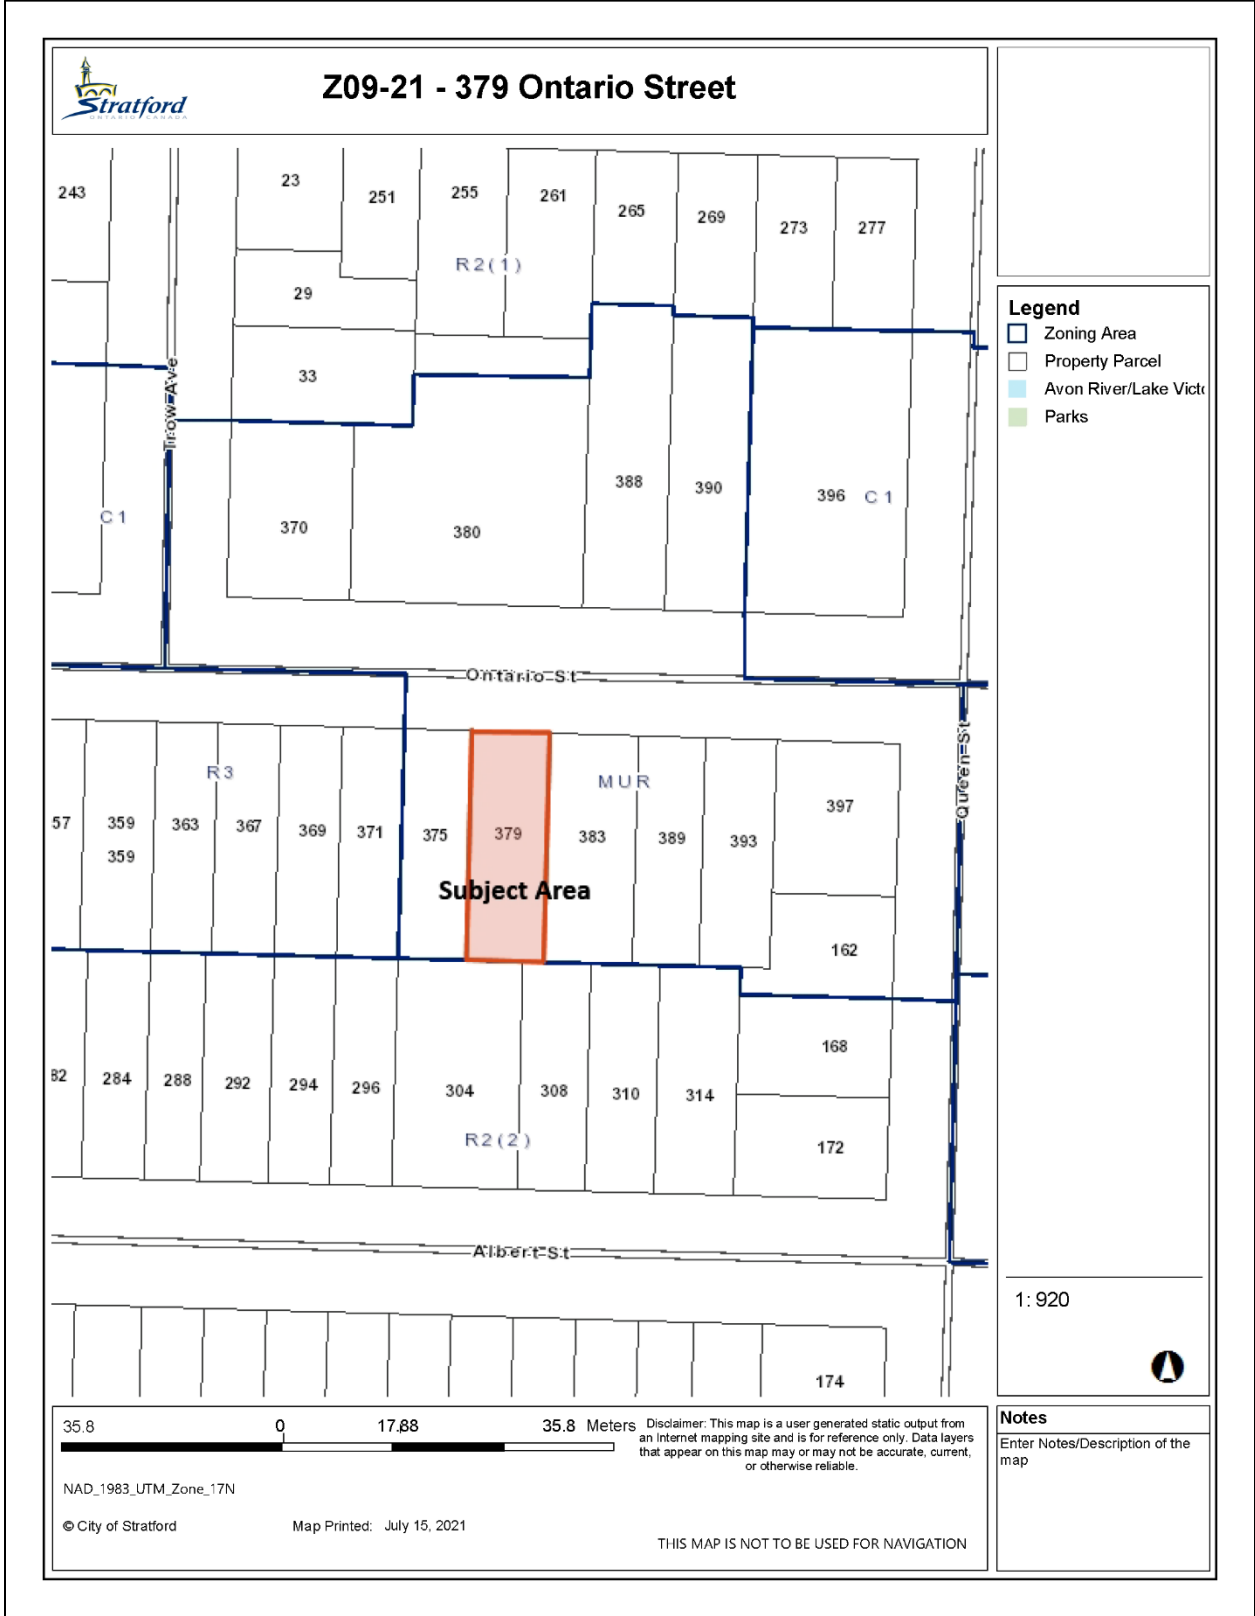 Stratford
ONTARIO CANADA
Z09-21 - 379 Ontario Street
243
23
251
255
261
265
269
273
277
R2(1)
29
33
Trow Ave
C1
370
380
388
390
396
C1
Ontario St
R3
MUR
Queen St
57
359
359
363
367
369
371
375
379
383
389
393
397
Subject Area
162
82
284
288
292
294
296
304
308
310
314
168
R2(2)
172
Albert St
174
Legend
Zoning Area
Property Parcel
Avon River/Lake Victo
Parks
1: 920
35.8
0
17.88
35.8 Meters
Disclaimer: This map is a user generated static output from
an Internet mapping site and is for reference only. Data layers
that appear on this map may or may not be accurate, current,
or otherwise reliable.
NAD_1983_UTM_Zone_17N
© City of Stratford
Map Printed: July 15, 2021
THIS MAP IS NOT TO BE USED FOR NAVIGATION
Notes
Enter Notes/Description of the
map